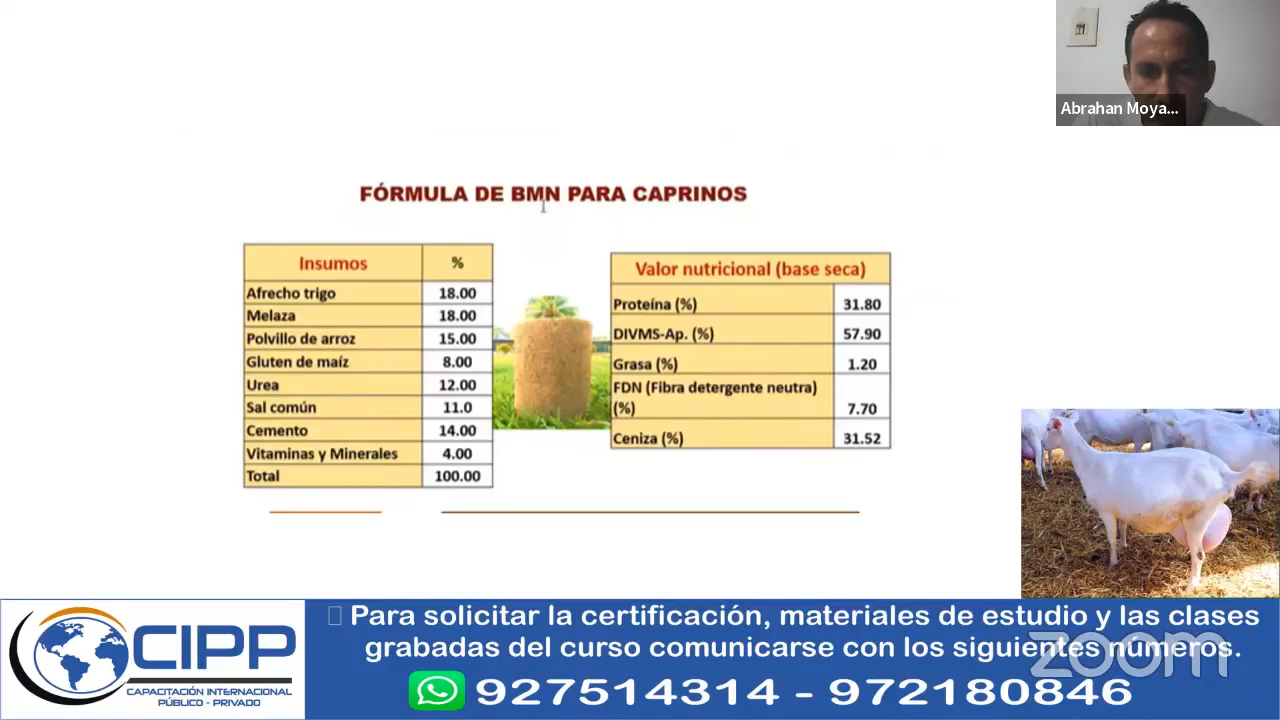 Abrahan Moya...
FÓRMULA DE BMN PARA CAPRINOS
Insumos %
Afrecho trigo 18.00
Melaza 18.00
Polvillo de arroz 15.00
Gluten de maíz 8.00
Urea 12.00
Sal común 11.0
Cemento 14.00
Vitaminas y Minerales 4.00
Total 100.00
Valor nutricional (base seca)
Proteína (%) 31.80
DIVMS-Ap. (%) 57.90
Grasa (%) 1.20
FDN (Fibra detergente neutra)
(%) 7.70
Ceniza (%) 31.52
CIPP
CAPACITACIÓN INTERNACIONAL
PÚBLICO - PRIVADO
Para solicitar la certificación, materiales de estudio y las clases
grabadas del curso comunicarse con los siguientes números.
927514314 - 972180846
zoom